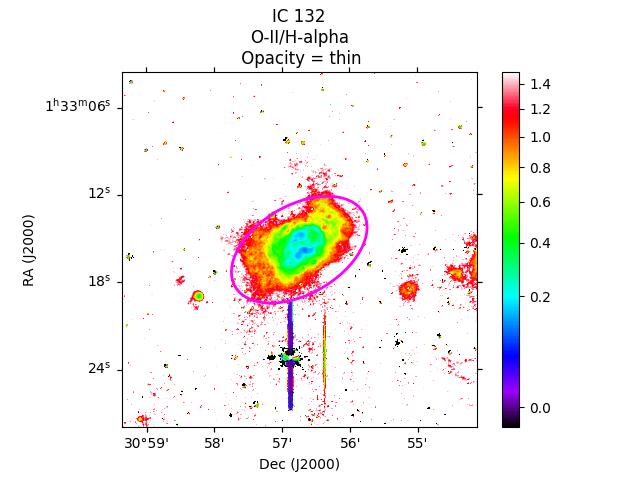 IC 132
O-II/H-alpha
Opacity = thin
1h33m06s
12s
18s
24s
RA (J2000)
30°59'
58'
57'
56'
55'
Dec (J2000)
1.4
1.2
1.0
0.8
0.6
0.4
0.2
0.0